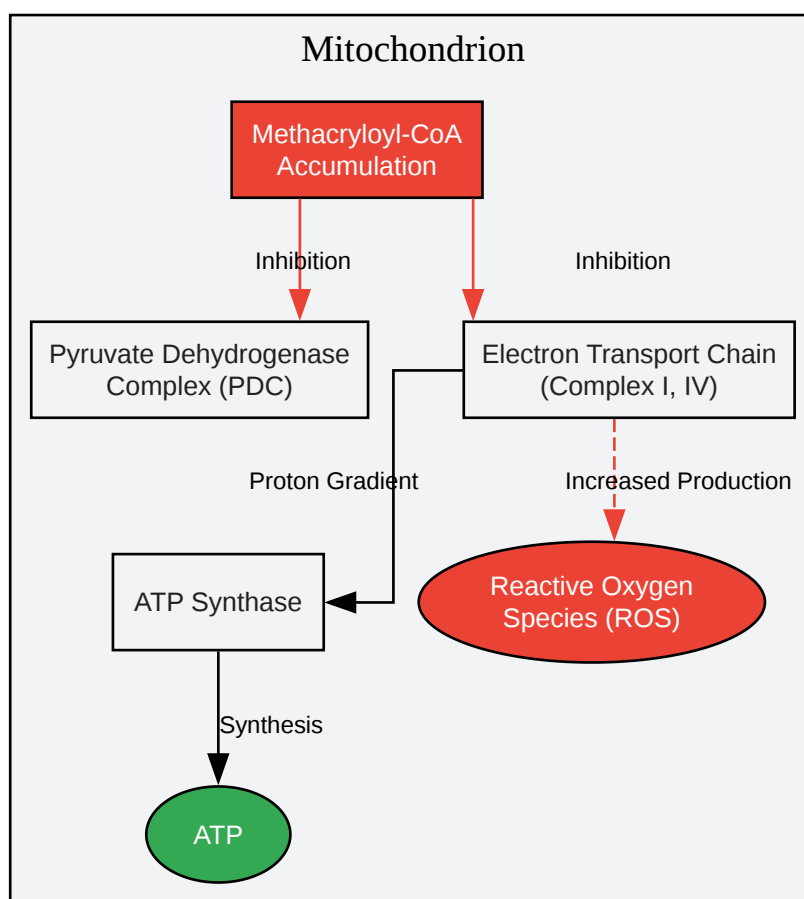 Mitochondrion
Methacryloyl-CoA
Accumulation
Inhibition
Inhibition
Pyruvate Dehydrogenase
Complex (PDC)
Electron Transport Chain
(Complex I, IV)
Proton Gradient
Increased Production
ATP Synthase
Reactive Oxygen
Species (ROS)
Synthesis
ATP